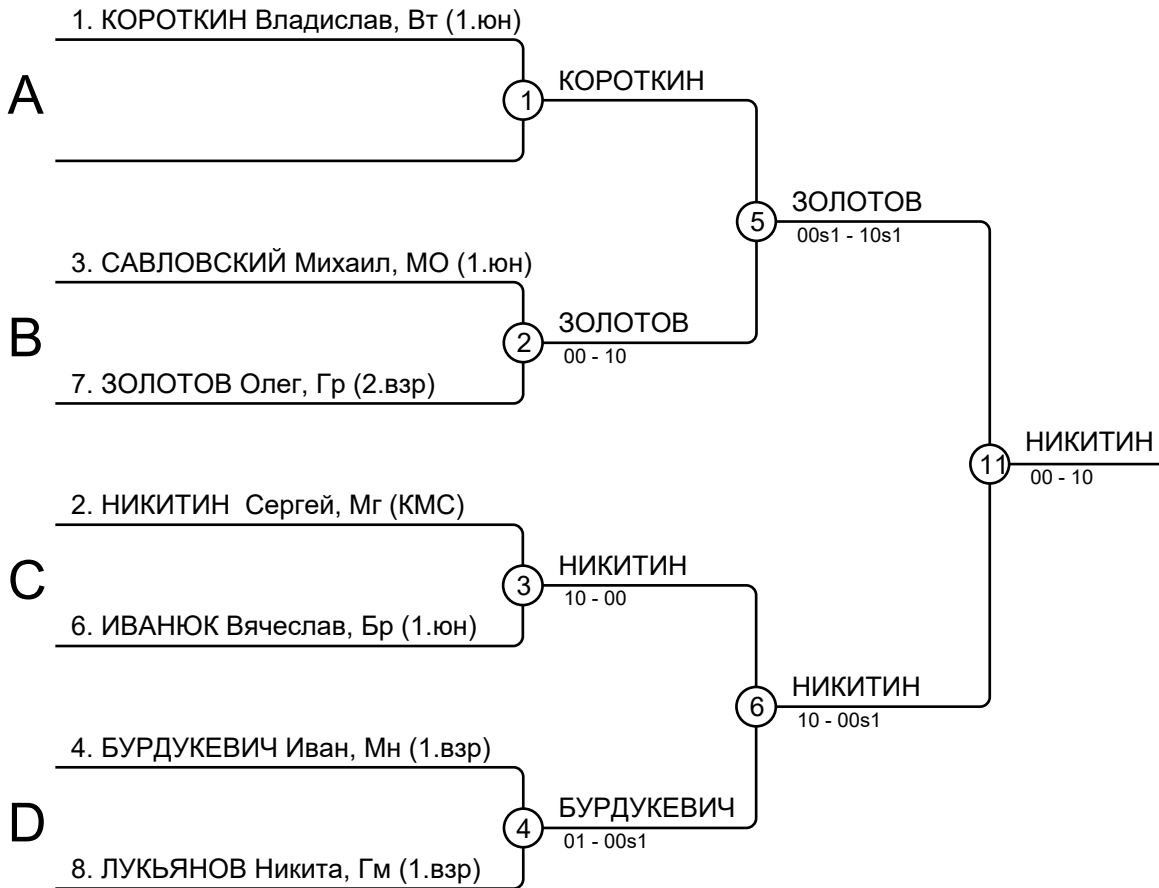 1. КОРОТКИН Владислав, Вт (1.юн)
A
1
КОРОТКИН
5
ЗОЛОТОВ
00s1 - 10s1
3. САВЛОВСКИЙ Михаил, МО (1.юн)
B
2
ЗОЛОТОВ
00 - 10
7. ЗОЛОТОВ Олег, Гр (2.взр)
11
НИКИТИН
00 - 10
2. НИКИТИН  Сергей, Мг (КМС)
C
3
НИКИТИН
10 - 00
6. ИВАНЮК Вячеслав, Бр (1.юн)
6
НИКИТИН
10 - 00s1
4. БУРДУКЕВИЧ Иван, Мн (1.взр)
D
4
БУРДУКЕВИЧ
01 - 00s1
8. ЛУКЬЯНОВ Никита, Гм (1.взр)